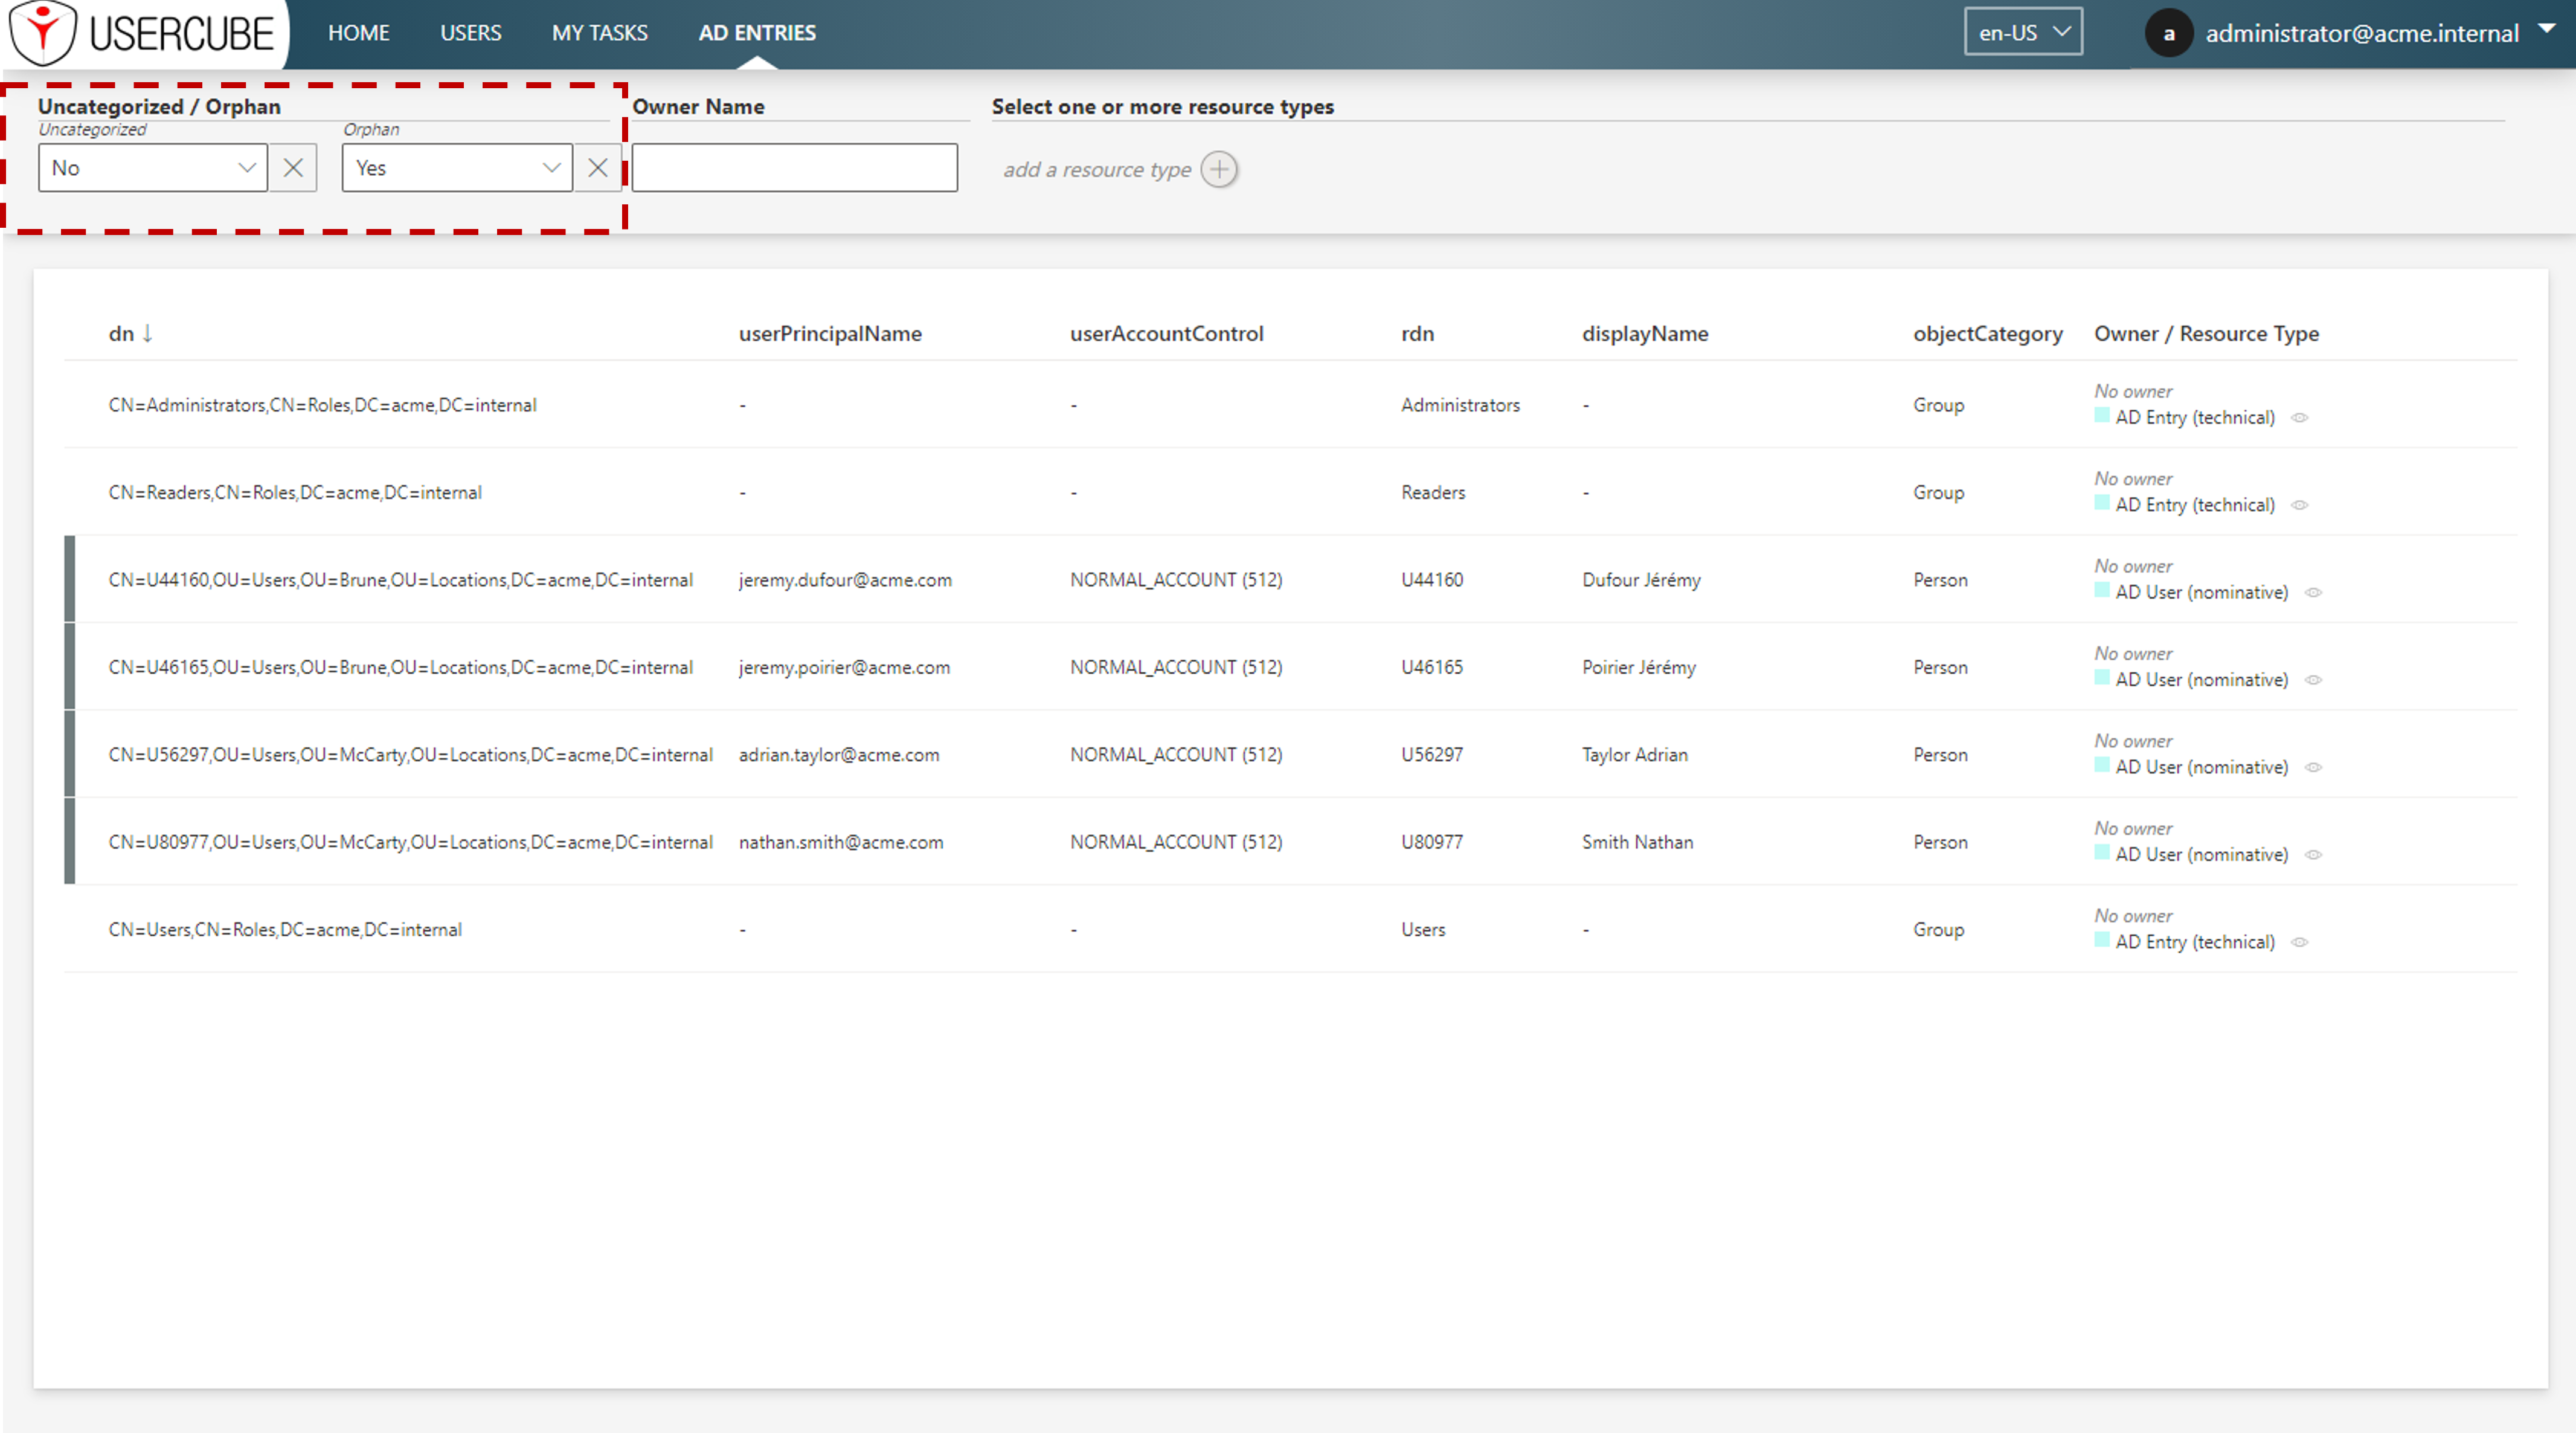 USERCUBE HOME USERS MY TASKS AD ENTRIES en-US a administrator@acme.internal
Uncategorized / Orphan Owner Name Select one or more resource types
Uncategorized Orphan
No Yes add a resource type
dn userPrincipalName userAccountControl rdn displayName objectCategory Owner / Resource Type
CN=Administrators,CN=Roles,DC=acme,DC=internal - - Administrators - Group No owner
AD Entry (technical)
CN=Readers,CN=Roles,DC=acme,DC=internal - - Readers - Group No owner
AD Entry (technical)
CN=U44160,OU=Users,OU=Brune,OU=Locations,DC=acme,DC=internal jeremy.dufour@acme.com NORMAL_ACCOUNT (512) U44160 Dufour Jérémy Person No owner
AD User (nominative)
CN=U46165,OU=Users,OU=Brune,OU=Locations,DC=acme,DC=internal jeremy.poirier@acme.com NORMAL_ACCOUNT (512) U46165 Poirier Jérémy Person No owner
AD User (nominative)
CN=U56297,OU=Users,OU=McCarty,OU=Locations,DC=acme,DC=internal adrian.taylor@acme.com NORMAL_ACCOUNT (512) U56297 Taylor Adrian Person No owner
AD User (nominative)
CN=U80977,OU=Users,OU=McCarty,OU=Locations,DC=acme,DC=internal nathan.smith@acme.com NORMAL_ACCOUNT (512) U80977 Smith Nathan Person No owner
AD User (nominative)
CN=Users,CN=Roles,DC=acme,DC=internal - - Users - Group No owner
AD Entry (technical)